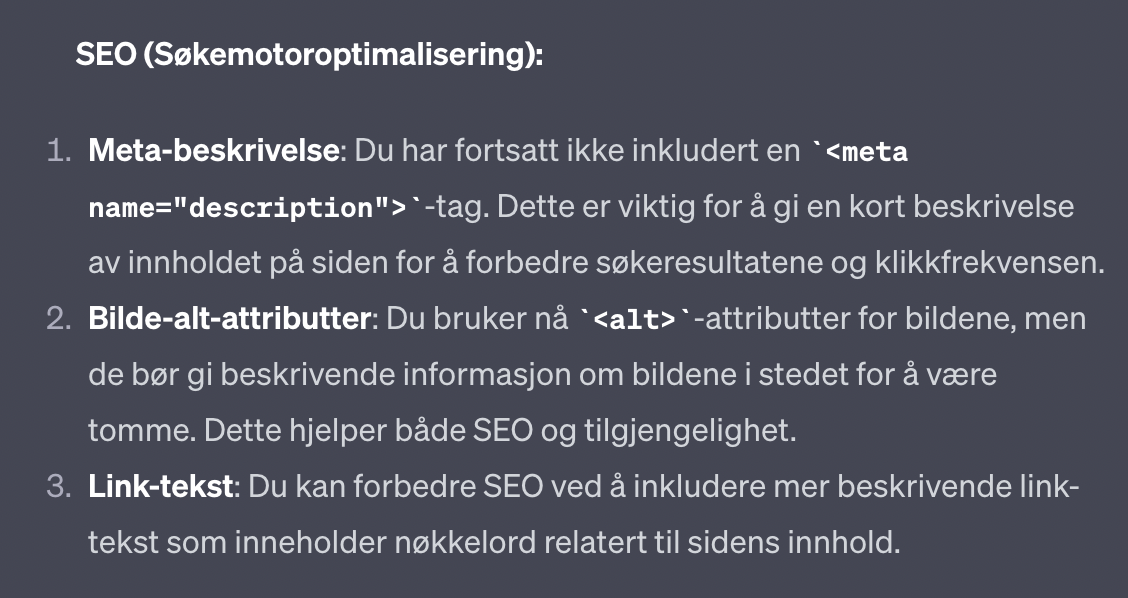 SEO (Søkemotoroptimalisering):
1. Meta-beskrivelse: Du har fortsatt ikke inkludert en `<meta
name="description">`-tag. Dette er viktig for å gi en kort beskrivelse
av innholdet på siden for å forbedre søkeresultatene og klikkfrekvensen.
2. Bilde-alt-attributter: Du bruker nå `<alt>`-attributter for bildene, men
de bør gi beskrivende informasjon om bildene i stedet for å være
tomme. Dette hjelper både SEO og tilgjengelighet.
3. Link-tekst: Du kan forbedre SEO ved å inkludere mer beskrivende link-
tekst som inneholder nøkkelord relatert til sidens innhold.